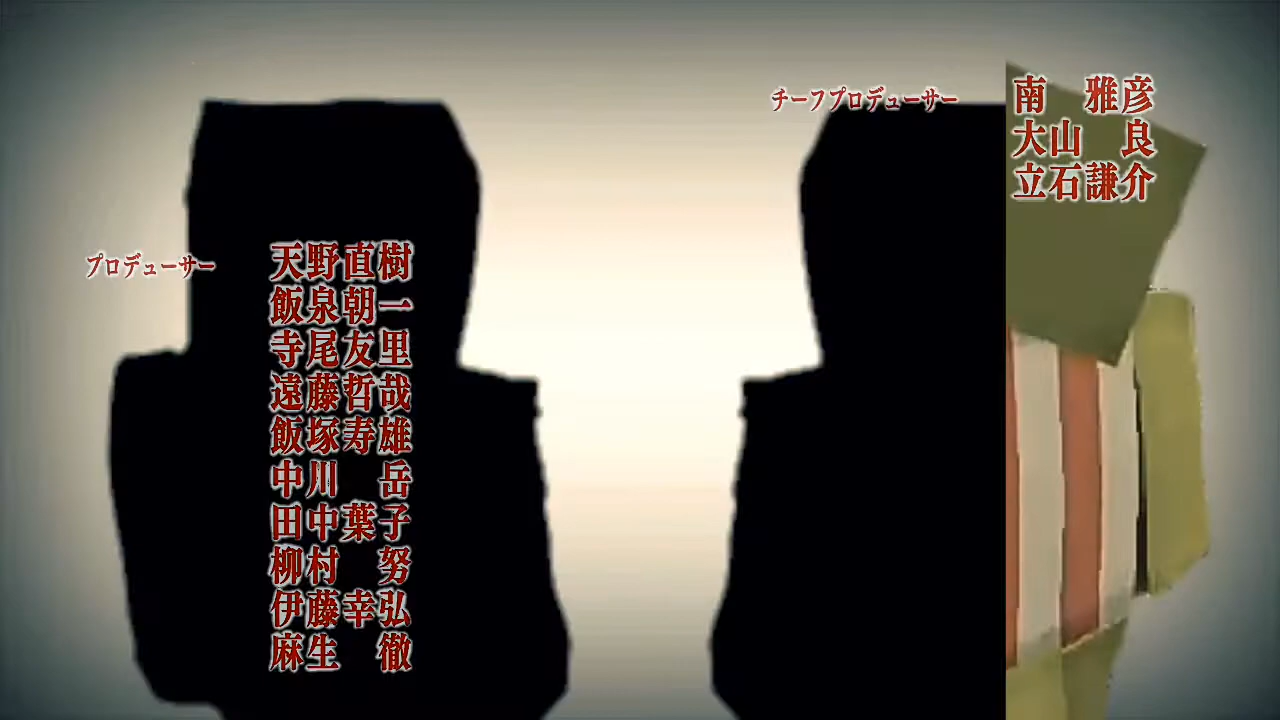 チーフプロデューサー 南 雅彦
大山 良
立石謙介
プロデューサー 天野直樹
飯泉朝一
寺尾友里
遠藤哲哉
飯塚寿雄
中川 岳
田中葉子
柳村 努
伊藤幸弘
麻生 徹